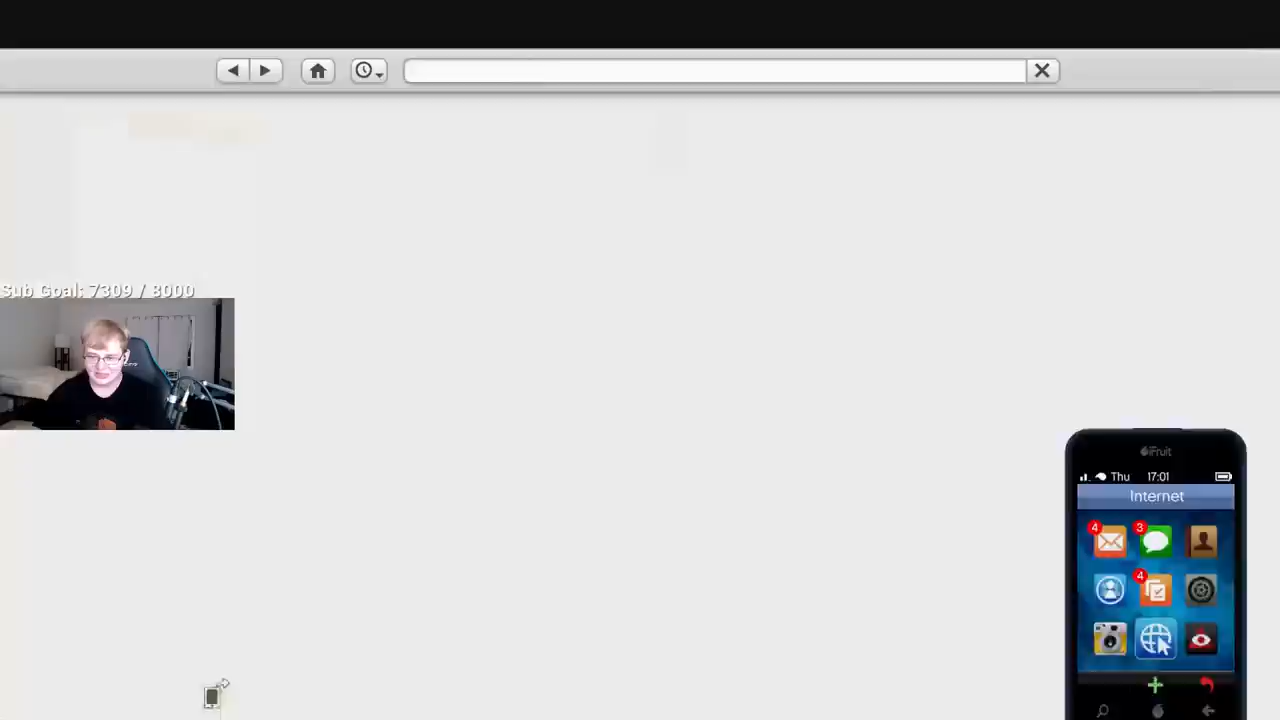 Sub Goal: 7309 / 8000
iFruit
Thu 17:01
Internet
4
3
4